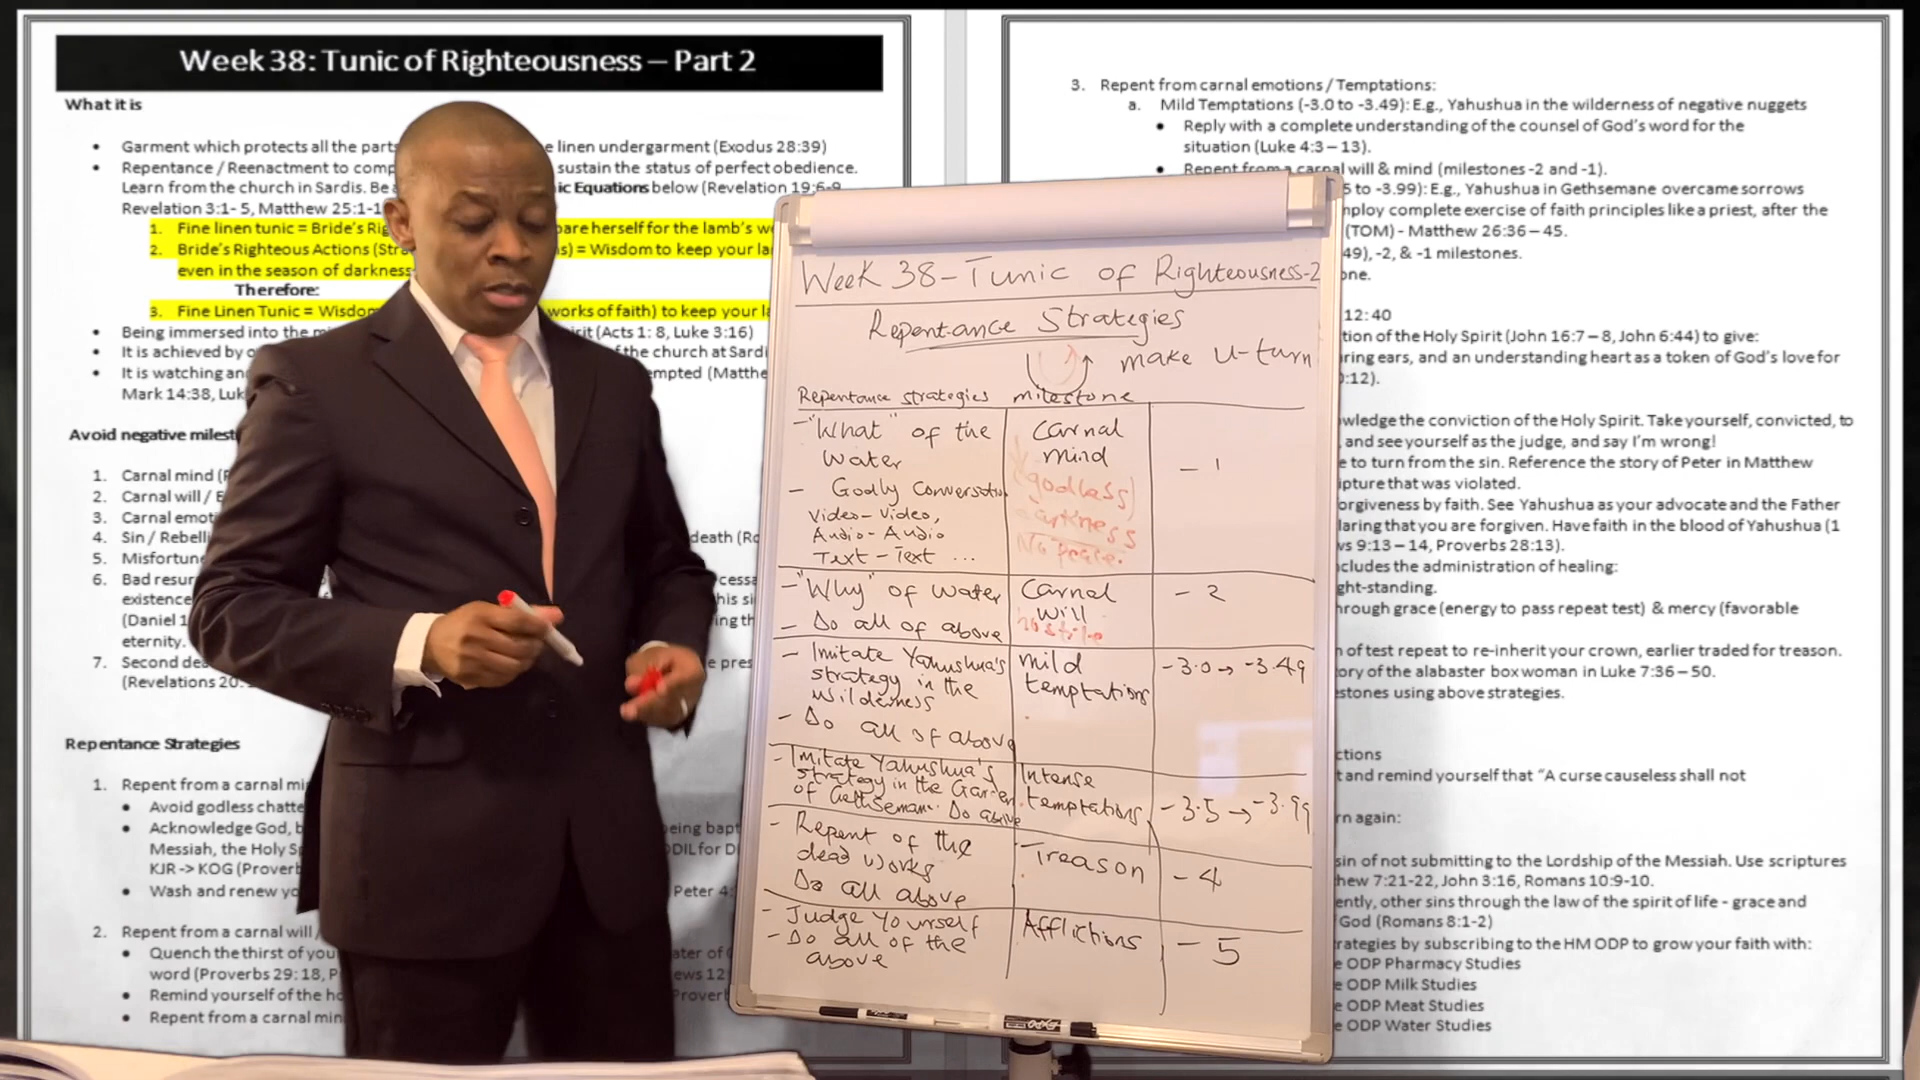 Week 38: Tunic of Righteousness – Part 2
What it is
• Garment which protects all the parts
e linen undergarment (Exodus 28:39)
• Repentance / Reenactment to comp
sustain the status of perfect obedience.
Learn from the church in Sardis. Be
ic Equations below (Revelation 19:6-9
Revelation 3:1- 5, Matthew 25:1-1
1. Fine linen tunic = Bride's Rig
pare herself for the lamb's w
2. Bride's Righteous Actions (Stra
s) = Wisdom to keep your la
even in the season of darkness
Therefore:
3. Fine Linen Tunic = Wisdom
works of faith) to keep your la
• Being immersed into the mi
irit (Acts 1: 8, Luke 3:16)
• It is achieved by o
f the church at Sardi
• It is watching an
empted (Matthe
Mark 14:38, Luk
Avoid negative milest
1. Carnal mind (
2. Carnal will / E
3. Carnal emot
4. Sin / Rebelli
death (Ro
5. Misfortun
6. Bad resur
cessa
existence
his si
(Daniel 1
ing th
eternity.
7. Second dea
e pres
(Revelations 20:
Repentance Strategies
1. Repent from a carnal mi
• Avoid godless chatte
• Acknowledge God, b
eing bapt
Messiah, the Holy Sp
ODIL for D
KJR -> KOG (Prover
• Wash and renew yo
Peter 4:
2. Repent from a carnal will /
• Quench the thirst of you
ater of
word (Proverbs 29: 18, P
ews 12:
• Remind yourself of the ho
Prover
• Repent from a carnal min
Week 38-Tunic of Righteousness-2
Repentance Strategies
make U-turn
Repentance strategies milestone
- "What" of the Water
Carnal mind
- 1
- Godly Conversation
(godless)
Video-Video,
darkness
Audio-Audio
No peace.
Text-Text ...
- "Why" of Water
Carnal Will
- 2
- Do all of above
hostile
- Imitate Yahushua's
mild
-3.0→ -3.49
strategy in the
temptations
Wilderness
- Do all of above
- Imitate Yahushua's
Intense
strategy in the Garden
temptations
-3.5→-3.99
of Gethsemane. Do above
- Repent of the
Treason
dead works
- 4
Do all above
- Judge Yourself
Afflictions
- Do all of the
- 5
above
3. Repent from carnal emotions / Temptations:
a. Mild Temptations (-3.0 to -3.49): E.g., Yahushua in the wilderness of negative nuggets
• Reply with a complete understanding of the counsel of God's word for the
situation (Luke 4:3 – 13).
• Repent from a carnal will & mind (milestones -2 and -1).
5 to -3.99): E.g., Yahushua in Gethsemane overcame sorrows
mploy complete exercise of faith principles like a priest, after the
(TOM) - Matthew 26:36 – 45.
49), -2, & -1 milestones.
one.
12:40
tion of the Holy Spirit (John 16:7 – 8, John 6:44) to give:
ring ears, and an understanding heart as a token of God's love for
0:12).
wledge the conviction of the Holy Spirit. Take yourself, convicted, to
and see yourself as the judge, and say I'm wrong!
e to turn from the sin. Reference the story of Peter in Matthew
ipture that was violated.
orgiveness by faith. See Yahushua as your advocate and the Father
laring that you are forgiven. Have faith in the blood of Yahushua (1
ws 9:13 – 14, Proverbs 28:13).
cludes the administration of healing:
ght-standing.
hrough grace (energy to pass repeat test) & mercy (favorable
n of test repeat to re-inherit your crown, earlier traded for treason.
ory of the alabaster box woman in Luke 7:36 – 50.
estones using above strategies.
ctions
t and remind yourself that "A curse causeless shall not
rn again:
sin of not submitting to the Lordship of the Messiah. Use scriptures
hew 7:21-22, John 3:16, Romans 10:9-10.
ently, other sins through the law of the spirit of life - grace and
God (Romans 8:1-2)
rategies by subscribing to the HM ODP to grow your faith with:
e ODP Pharmacy Studies
e ODP Milk Studies
e ODP Meat Studies
e ODP Water Studies